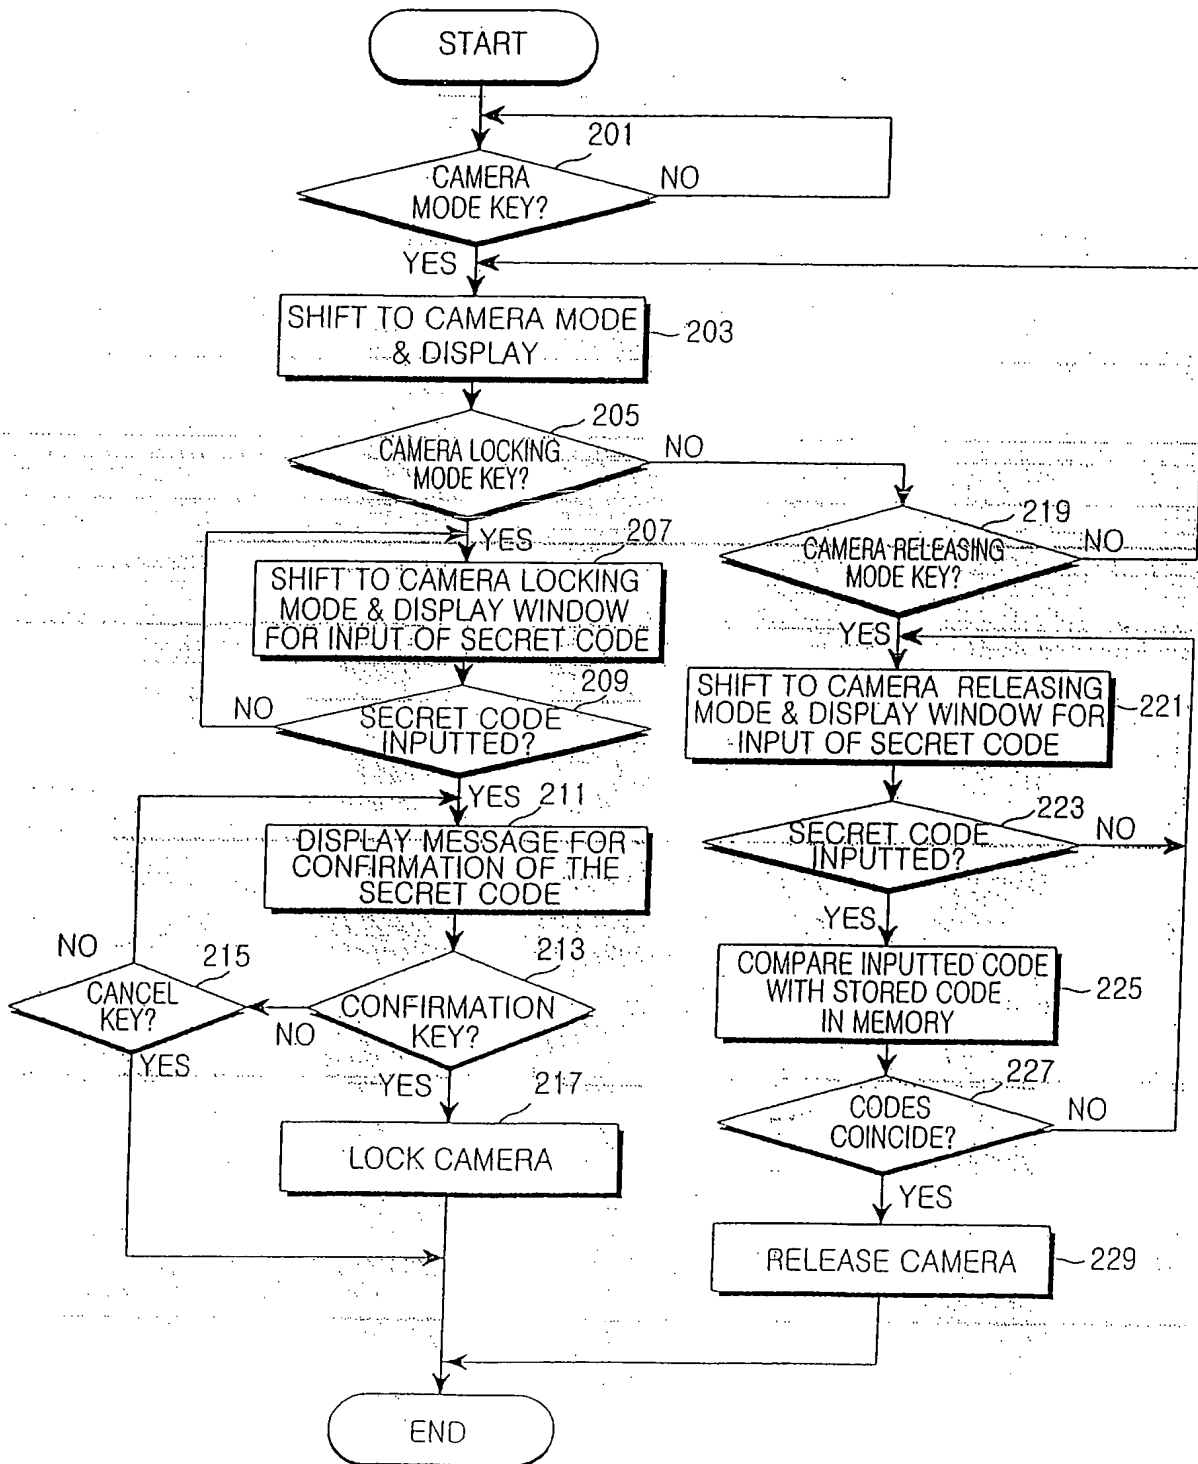 START
201
CAMERA
MODE KEY?
NO
YES
SHIFT TO CAMERA MODE
& DISPLAY
203
205
CAMERA LOCKING
MODE KEY?
NO
YES
207
SHIFT TO CAMERA LOCKING
MODE & DISPLAY WINDOW
FOR INPUT OF SECRET CODE
209
NO
SECRET CODE
INPUTTED?
YES
211
DISPLAY MESSAGE FOR
CONFIRMATION OF THE
SECRET CODE
213
CONFIRMATION
KEY?
NO
215
CANCEL
KEY?
NO
YES
YES
217
LOCK CAMERA
219
CAMERA RELEASING
MODE KEY?
NO
YES
SHIFT TO CAMERA RELEASING
MODE & DISPLAY WINDOW FOR
INPUT OF SECRET CODE
221
223
SECRET CODE
INPUTTED?
NO
YES
COMPARE INPUTTED CODE
WITH STORED CODE
IN MEMORY
225
227
CODES
COINCIDE?
NO
YES
RELEASE CAMERA
229
END